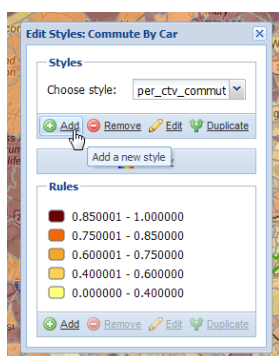 Edit Styles: Commute By Car
Styles
Choose style: per_ctv_commut
Add Remove Edit Duplicate
Add a new style
Rules
0.850001 - 1.000000
0.750001 - 0.850000
0.600001 - 0.750000
0.400001 - 0.600000
0.000000 - 0.400000
Add Remove Edit Duplicate